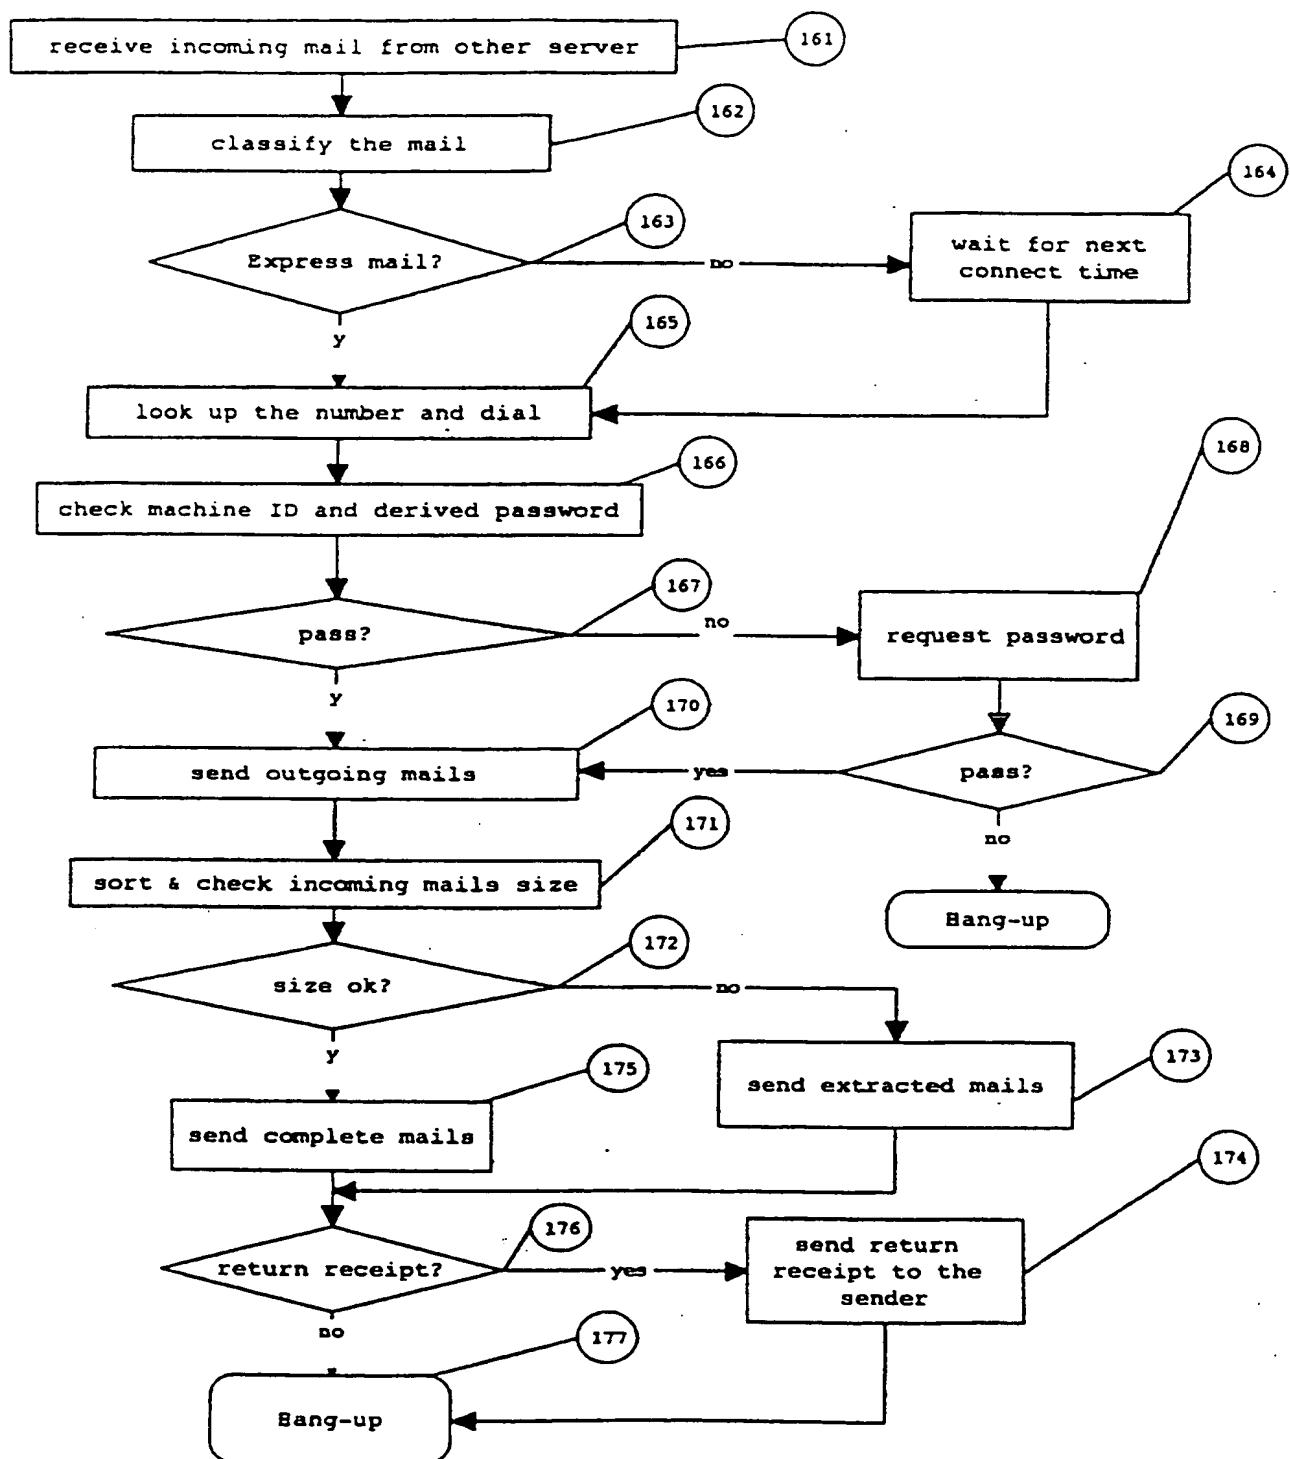 receive incoming mail from other server
161
classify the mail
162
Express mail?
163
no
wait for next
connect time
164
y
look up the number and dial
165
check machine ID and derived password
166
pass?
167
no
request password
168
y
send outgoing mails
170
yes
pass?
169
no
Hang-up
sort & check incoming mails size
171
size ok?
172
no
send extracted mails
173
y
send complete mails
175
return receipt?
176
yes
send return
receipt to the
sender
174
no
Hang-up
177